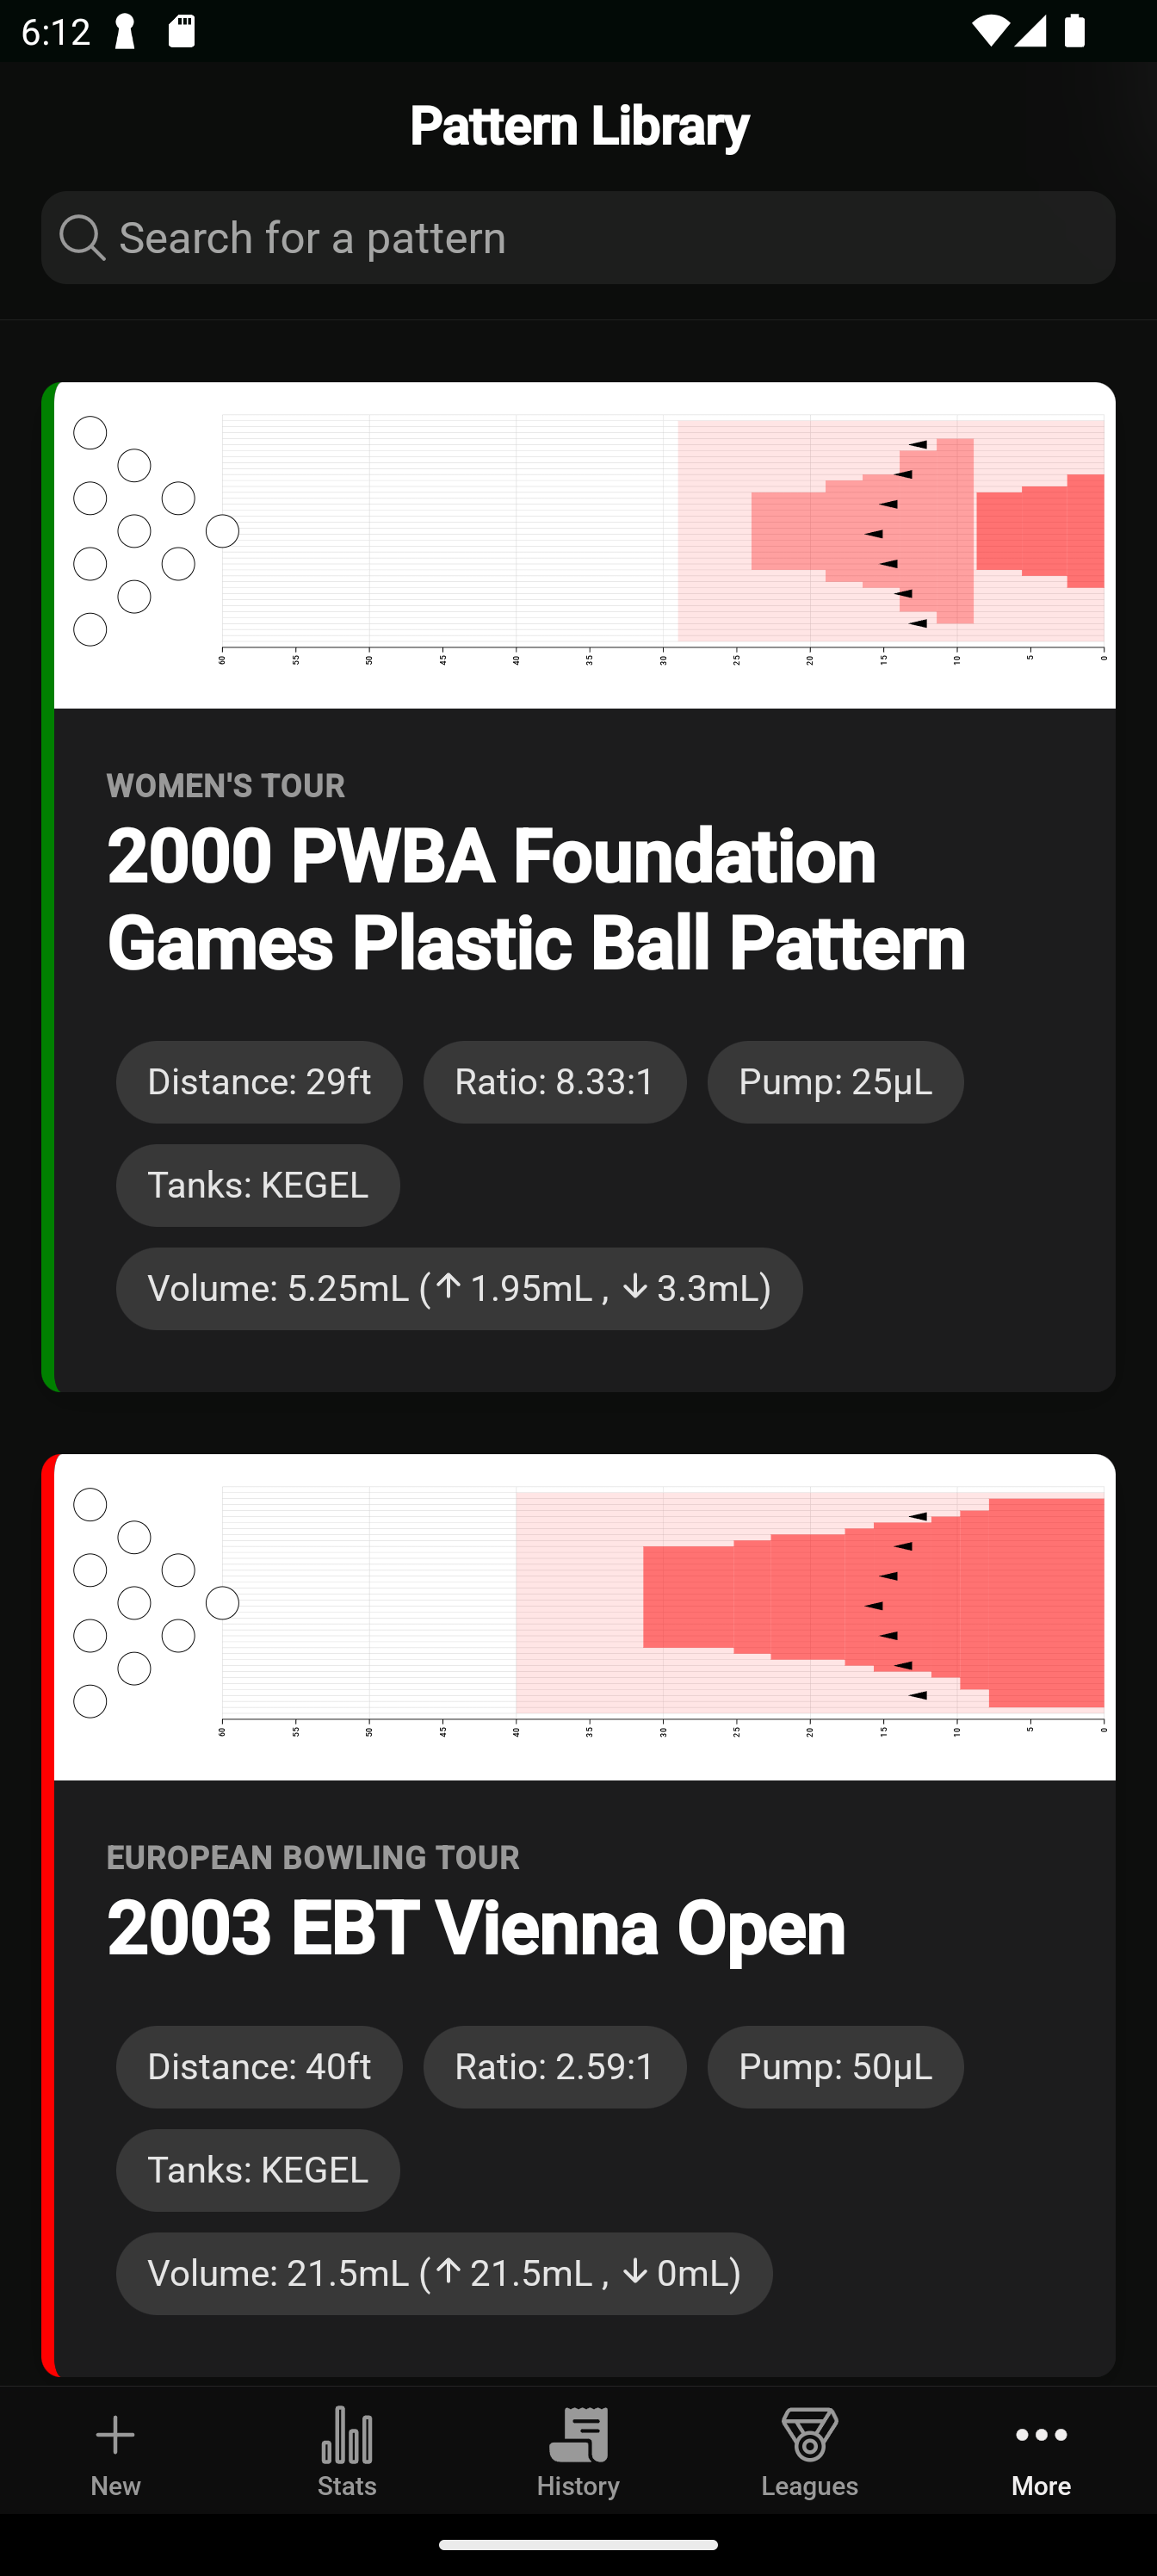 6:12
Pattern Library
Search for a pattern
60 55 50 45 40 35 30 25 20 15 10 5 0
WOMEN'S TOUR
2000 PWBA Foundation
Games Plastic Ball Pattern
Distance: 29ft Ratio: 8.33:1 Pump: 25µL
Tanks: KEGEL
Volume: 5.25mL (↑ 1.95mL , ↓ 3.3mL)
60 55 50 45 40 35 30 25 20 15 10 5 0
EUROPEAN BOWLING TOUR
2003 EBT Vienna Open
Distance: 40ft Ratio: 2.59:1 Pump: 50µL
Tanks: KEGEL
Volume: 21.5mL (↑ 21.5mL , ↓ 0mL)
New Stats History Leagues More